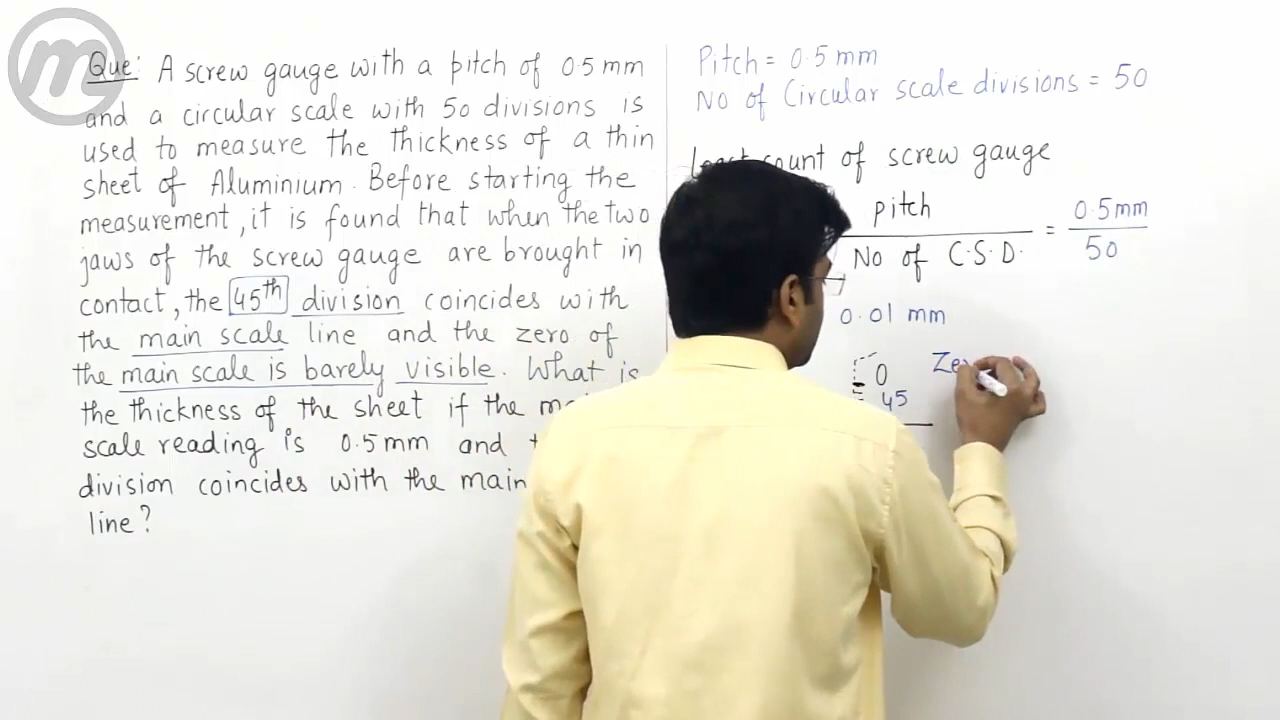 m
Que: A screw gauge with a pitch of 0.5 mm
and a circular scale with 50 divisions is
used to measure the thickness of a thin
sheet of Aluminium. Before starting the
measurement, it is found that when the two
jaws of the screw gauge are brought in
contact, the 45th division coincides with
the main scale line and the zero of
the main scale is barely visible. What is
the thickness of the sheet if the
scale reading is 0.5 mm and
division coincides with the main
line?
Pitch = 0.5 mm
No of Circular scale divisions = 50
Least count of screw gauge
pitch
No of C.S.D.
= 0.5 mm
50
0.01 mm
0
45